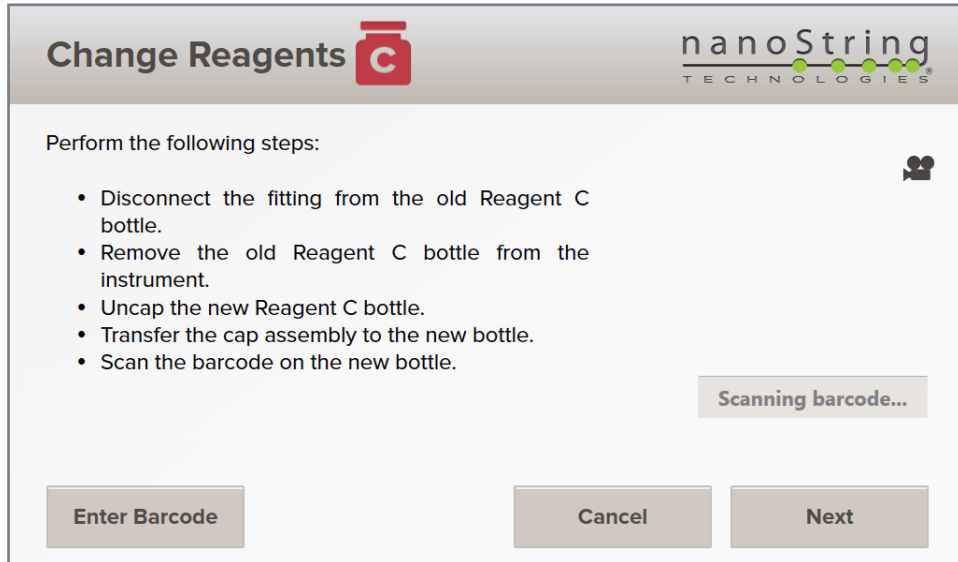 Change Reagents C
nanoString
TECHNOLOGIES®
Perform the following steps:
• Disconnect the fitting from the old Reagent C
bottle.
• Remove the old Reagent C bottle from the
instrument.
• Uncap the new Reagent C bottle.
• Transfer the cap assembly to the new bottle.
• Scan the barcode on the new bottle.
Scanning barcode...
Enter Barcode
Cancel
Next